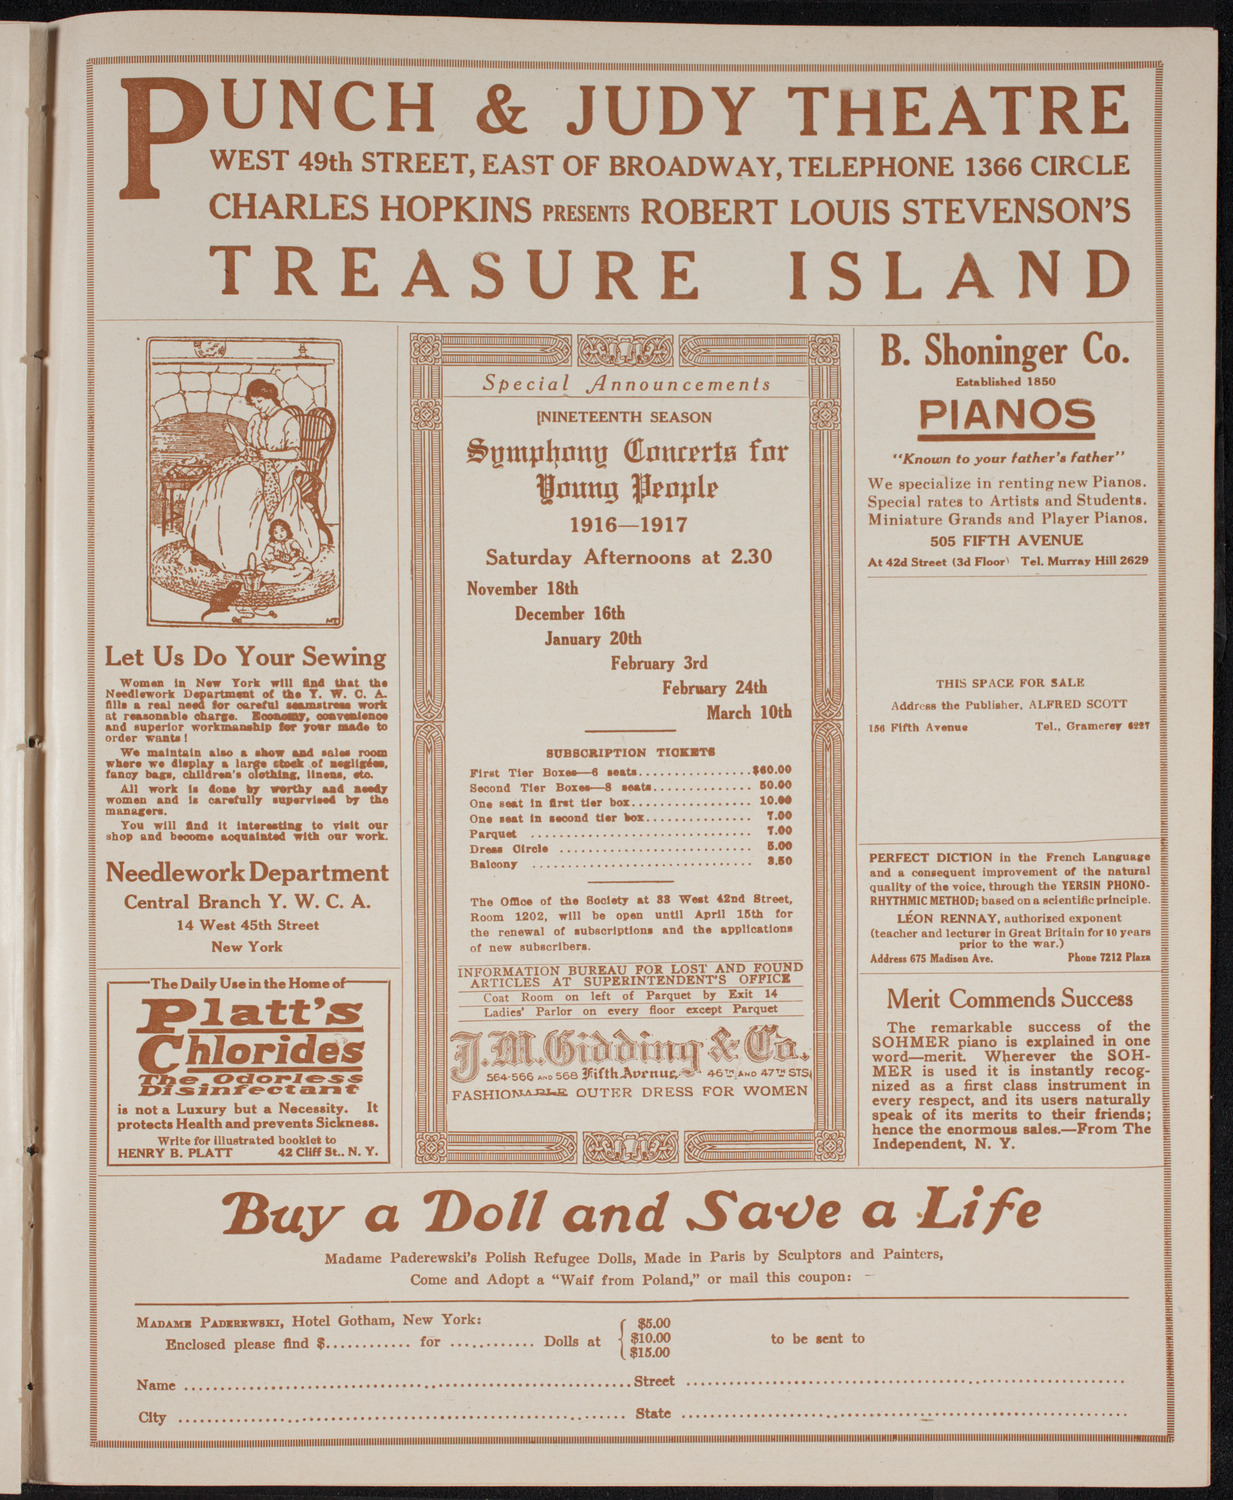 PUNCH & JUDY THEATRE
WEST 49th STREET, EAST OF BROADWAY, TELEPHONE 1366 CIRCLE
CHARLES HOPKINS PRESENTS ROBERT LOUIS STEVENSON'S
TREASURE ISLAND
Let Us Do Your Sewing
Women in New York will find that the
Needlework Department of the Y. W. C. A.
fills a real need for careful seamstress work
at reasonable charge. Economy, convenience
and superior workmanship for your made to
order wants!
We maintain also a show and sales room
where we display a large stock of negligées,
fancy bags, children's clothing, linens, etc.
All work is done by worthy and needy
women and is carefully supervised by the
managers.
You will find it interesting to visit our
shop and become acquainted with our work.
Needlework Department
Central Branch Y. W. C. A.
14 West 45th Street
New York
The Daily Use in the Home of
Platt's
Chlorides
The Odorless
Disinfectant
is not a Luxury but a Necessity. It
protects Health and prevents Sickness.
Write for illustrated booklet to
HENRY B. PLATT 42 Cliff St., N. Y.
Special Announcements
[NINETEENTH SEASON
Symphony Concerts for
Young People
1916—1917
Saturday Afternoons at 2.30
November 18th
December 16th
January 20th
February 3rd
February 24th
March 10th
SUBSCRIPTION TICKETS
First Tier Boxes—6 seats................$60.00
Second Tier Boxes—8 seats.............. 50.00
One seat in first tier box................. 10.00
One seat in second tier box............... 7.00
Parquet ................................ 7.00
Dress Circle ............................ 5.00
Balcony ................................ 3.50
The Office of the Society at 33 West 42nd Street,
Room 1202, will be open until April 15th for
the renewal of subscriptions and the applications
of new subscribers.
INFORMATION BUREAU FOR LOST AND FOUND
ARTICLES AT SUPERINTENDENT'S OFFICE
Coat Room on left of Parquet by Exit 14
Ladies' Parlor on every floor except Parquet
J. M. Gidding & Co.
564-566 AND 568 Fifth Avenue 46TH AND 47TH STS
FASHIONABLE OUTER DRESS FOR WOMEN
B. Shoninger Co.
Established 1850
PIANOS
"Known to your father's father"
We specialize in renting new Pianos.
Special rates to Artists and Students.
Miniature Grands and Player Pianos.
505 FIFTH AVENUE
At 42d Street (3d Floor) Tel. Murray Hill 2629
THIS SPACE FOR SALE
Address the Publisher, ALFRED SCOTT
156 Fifth Avenue Tel., Gramercy 6227
PERFECT DICTION in the French Language
and a consequent improvement of the natural
quality of the voice, through the YERSIN PHONO-
RHYTHMIC METHOD; based on a scientific principle.
LÉON RENNAY, authorized exponent
(teacher and lecturer in Great Britain for 10 years
prior to the war.)
Address 675 Madison Ave. Phone 7212 Plaza
Merit Commends Success
The remarkable success of the
SOHMER piano is explained in one
word—merit. Wherever the SOH-
MER is used it is instantly recog-
nized as a first class instrument in
every respect, and its users naturally
speak of its merits to their friends;
hence the enormous sales.—From The
Independent, N. Y.
Buy a Doll and Save a Life
Madame Paderewski's Polish Refugee Dolls, Made in Paris by Sculptors and Painters,
Come and Adopt a "Waif from Poland," or mail this coupon:
MADAME PADEREWSKI, Hotel Gotham, New York:
Enclosed please find $............ for ............ Dolls at { $5.00 $10.00 $15.00 to be sent to
Name ................................................ Street ................................................
City ................................................ State ................................................